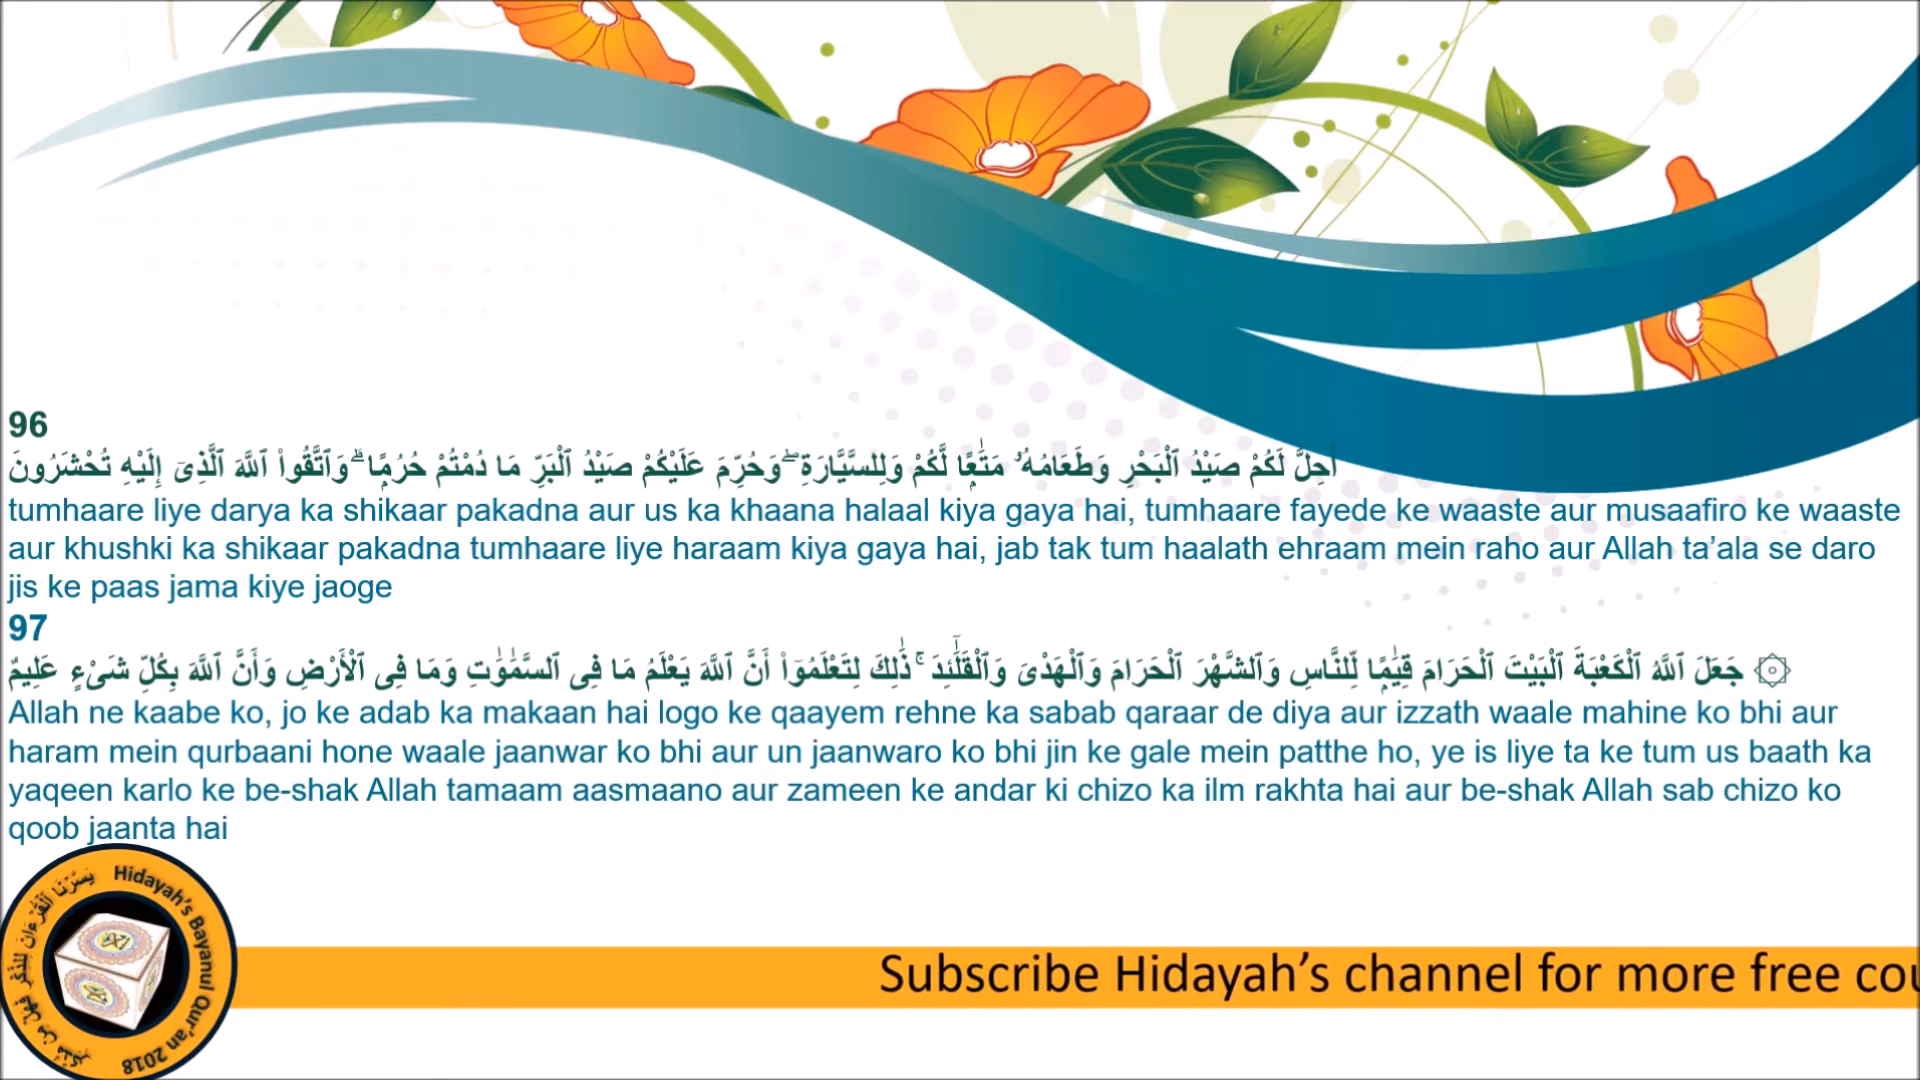 96
أُحِلَّ لَكُمْ صَيْدُ ٱلْبَحْرِ وَطَعَامُهُۥ مَتَٰعًۭا لَّكُمْ وَلِلسَّيَّارَةِ ۖ وَحُرِّمَ عَلَيْكُمْ صَيْدُ ٱلْبَرِّ مَا دُمْتُمْ حُرُمًۭا ۗ وَٱتَّقُوا۟ ٱللَّهَ ٱلَّذِىٓ إِلَيْهِ تُحْشَرُونَ
tumhaare liye darya ka shikaar pakadna aur us ka khaana halaal kiya gaya hai, tumhaare fayede ke waaste aur musaafiro ke waaste
aur khushki ka shikaar pakadna tumhaare liye haraam kiya gaya hai, jab tak tum haalath ehraam mein raho aur Allah ta’ala se daro
jis ke paas jama kiye jaoge
97
۞ جَعَلَ ٱللَّهُ ٱلْكَعْبَةَ ٱلْبَيْتَ ٱلْحَرَامَ قِيَٰمًۭا لِّلنَّاسِ وَٱلشَّهْرَ ٱلْحَرَامَ وَٱلْهَدْىَ وَٱلْقَلَٰٓئِدَ ۚ ذَٰلِكَ لِتَعْلَمُوٓا۟ أَنَّ ٱللَّهَ يَعْلَمُ مَا فِى ٱلسَّمَٰوَٰتِ وَمَا فِى ٱلْأَرْضِ وَأَنَّ ٱللَّهَ بِكُلِّ شَىْءٍ عَلِيمٌ
Allah ne kaabe ko, jo ke adab ka makaan hai logo ke qaayem rehne ka sabab qaraar de diya aur izzath waale mahine ko bhi aur
haram mein qurbaani hone waale jaanwar ko bhi aur un jaanwaro ko bhi jin ke gale mein patthe ho, ye is liye ta ke tum us baath ka
yaqeen karlo ke be-shak Allah tamaam aasmaano aur zameen ke andar ki chizo ka ilm rakhta hai aur be-shak Allah sab chizo ko
qoob jaanta hai
Hidayah’s Bayanul Qur’an 2018
يَسَّرْنَا ٱلْقُرْءَانَ لِلذِّكْرِ فَهَلْ مِن مُّدَّكِرٍ
Subscribe Hidayah’s channel for more free cou